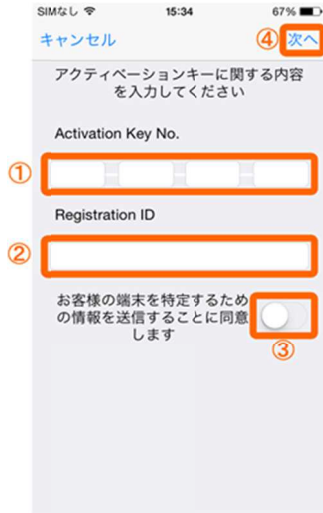 SIMなし 15:34 67%
キャンセル ④ 次へ
アクティベーションキーに関する内容
を入力してください
Activation Key No.
①
Registration ID
②
お客様の端末を特定するため
の情報を送信することに同意
します
③